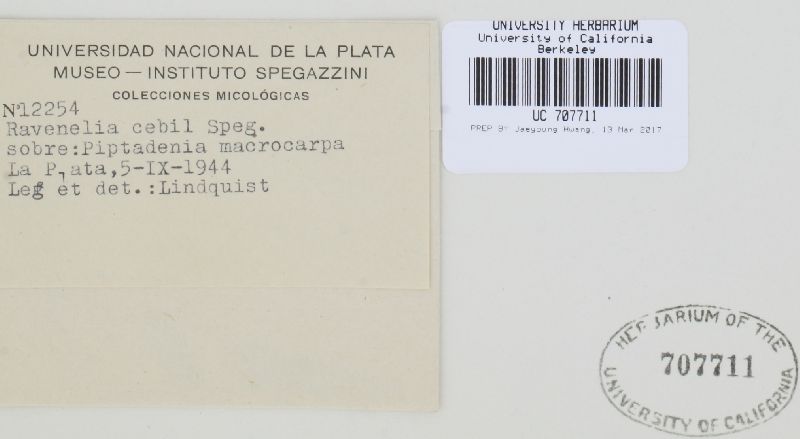 UNIVERSIDAD NACIONAL DE LA PLATA
MUSEO — INSTITUTO SPEGAZZINI
COLECCIONES MICOLÓGICAS
Nº12254
Ravenelia cebil Speg.
sobre:Piptadenia macrocarpa
La Plata,5-IX-1944
Leg et det.:Lindquist
UNIVERSITY HERBARIUM
University of California
Berkeley
UC 707711
PREP BY Jaeyoung Hwang, 13 Mar 2017
HERBARIUM OF THE
707711
UNIVERSITY OF CALIFORNIA